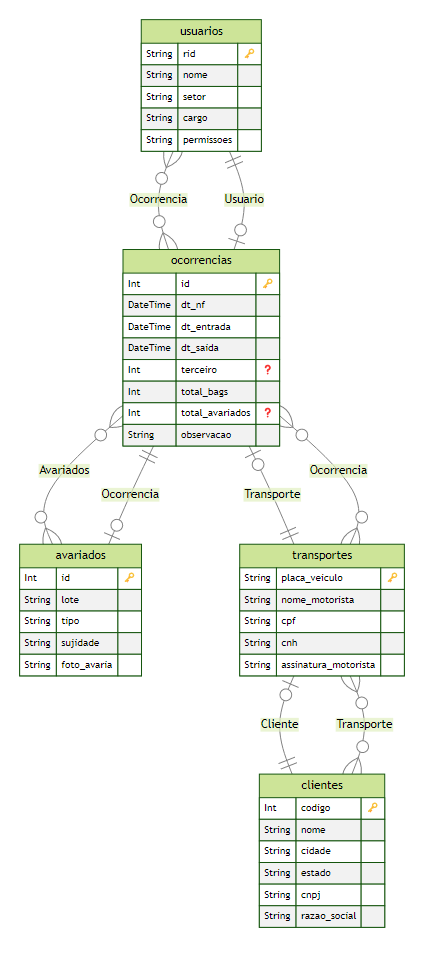 usuarios
String rid 🔑
String nome
String setor
String cargo
String permissoes
Ocorrencia Usuario
ocorrencias
Int id 🔑
DateTime dt_nf
DateTime dt_entrada
DateTime dt_saida
Int terceiro ❓
Int total_bags
Int total_avariados ❓
String observacao
Avariados Ocorrencia Transporte Ocorrencia
avariados
Int id 🔑
String lote
String tipo
String sujidade
String foto_avaria
transportes
String placa_veiculo 🔑
String nome_motorista
String cpf
String cnh
String assinatura_motorista
Cliente Transporte
clientes
Int codigo 🔑
String nome
String cidade
String estado
String cnpj
String razao_social